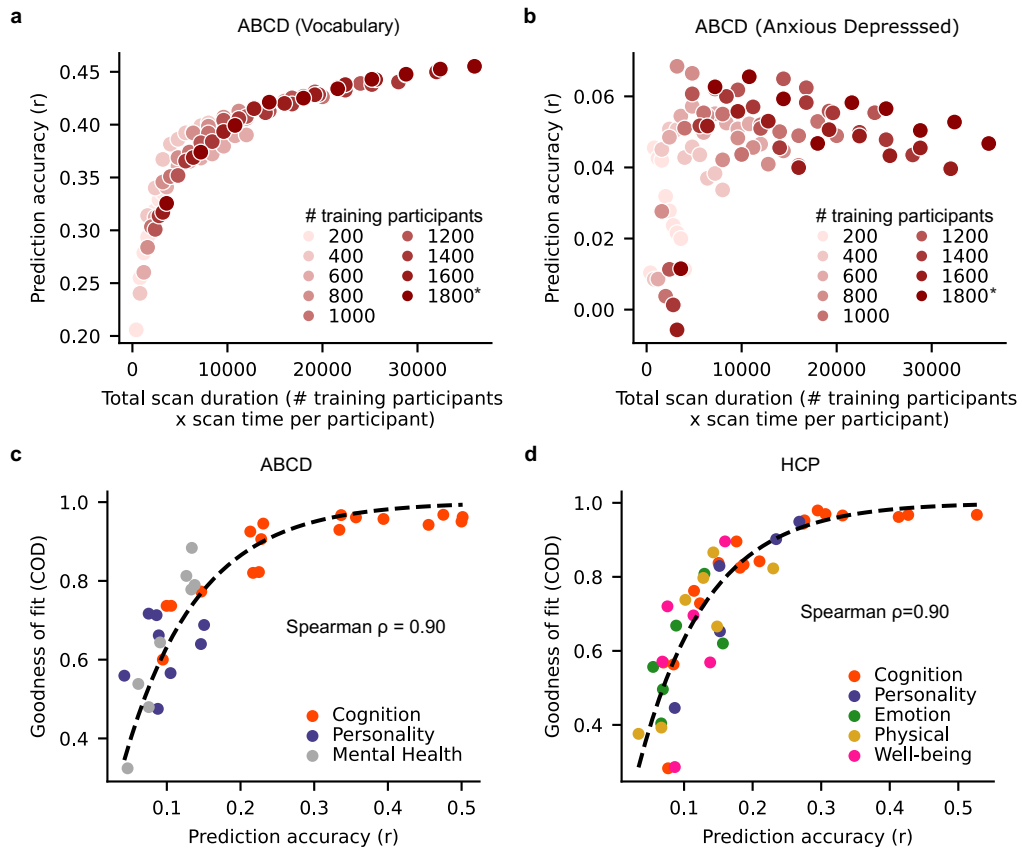 a
ABCD (Vocabulary)
Prediction accuracy (r)
0.45
0.40
0.35
0.30
0.25
0.20
# training participants
200
400
600
800
1000
1200
1400
1600
1800*
0
10000
20000
30000
Total scan duration (# training participants
x scan time per participant)
b
ABCD (Anxious Depresssed)
Prediction accuracy (r)
0.06
0.04
0.02
0.00
# training participants
200
400
600
800
1000
1200
1400
1600
1800*
0
10000
20000
30000
Total scan duration (# training participants
x scan time per participant)
c
ABCD
Goodness of fit (COD)
1.0
0.8
0.6
0.4
Spearman ρ = 0.90
Cognition
Personality
Mental Health
0.1
0.2
0.3
0.4
0.5
Prediction accuracy (r)
d
HCP
Goodness of fit (COD)
1.0
0.8
0.6
0.4
Spearman ρ=0.90
Cognition
Personality
Emotion
Physical
Well-being
0.1
0.2
0.3
0.4
0.5
Prediction accuracy (r)